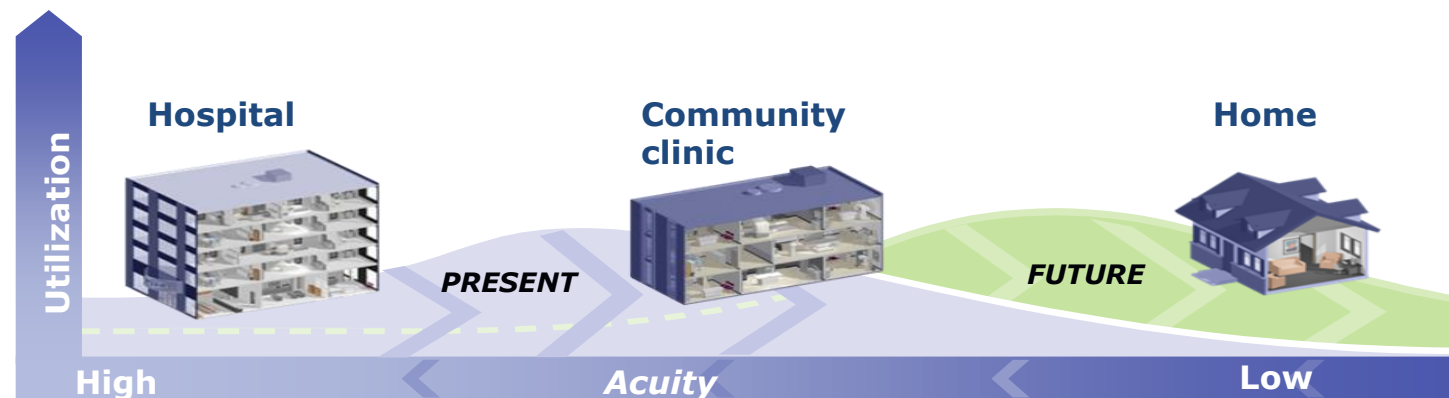 Utilization
Hospital
Community
clinic
Home
PRESENT
FUTURE
High
Acuity
Low